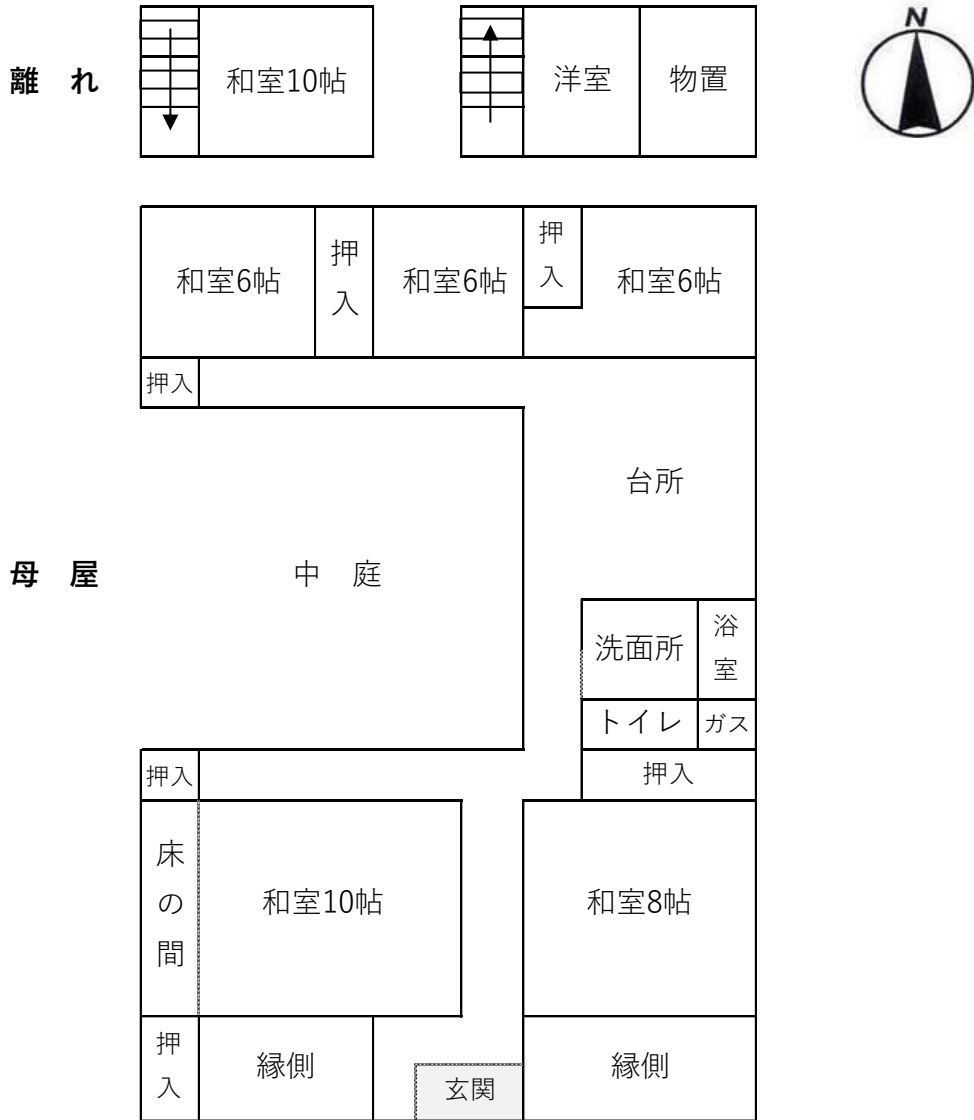 N
離 れ
和室10帖
洋室
物置
和室6帖
押入
和室6帖
押入
和室6帖
押入
台所
母 屋
中 庭
洗面所
浴室
トイレ
ガス
押入
押入
床の間
和室10帖
和室8帖
押入
縁側
玄関
縁側